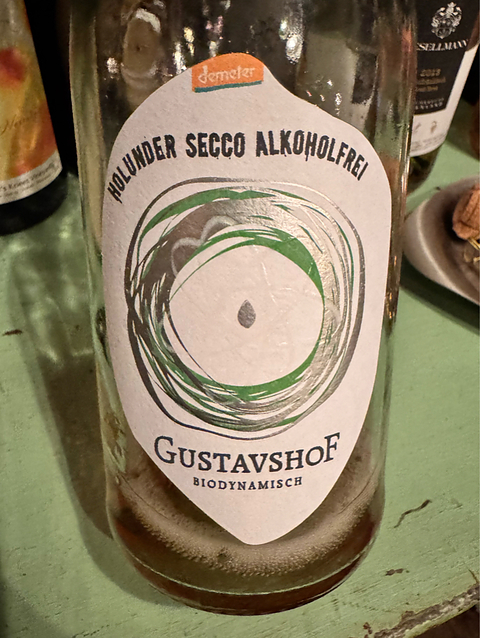 demeter
HOLUNDER SECCO ALKOHOLFREI
GUSTAVSHOF
BIODYNAMISCH